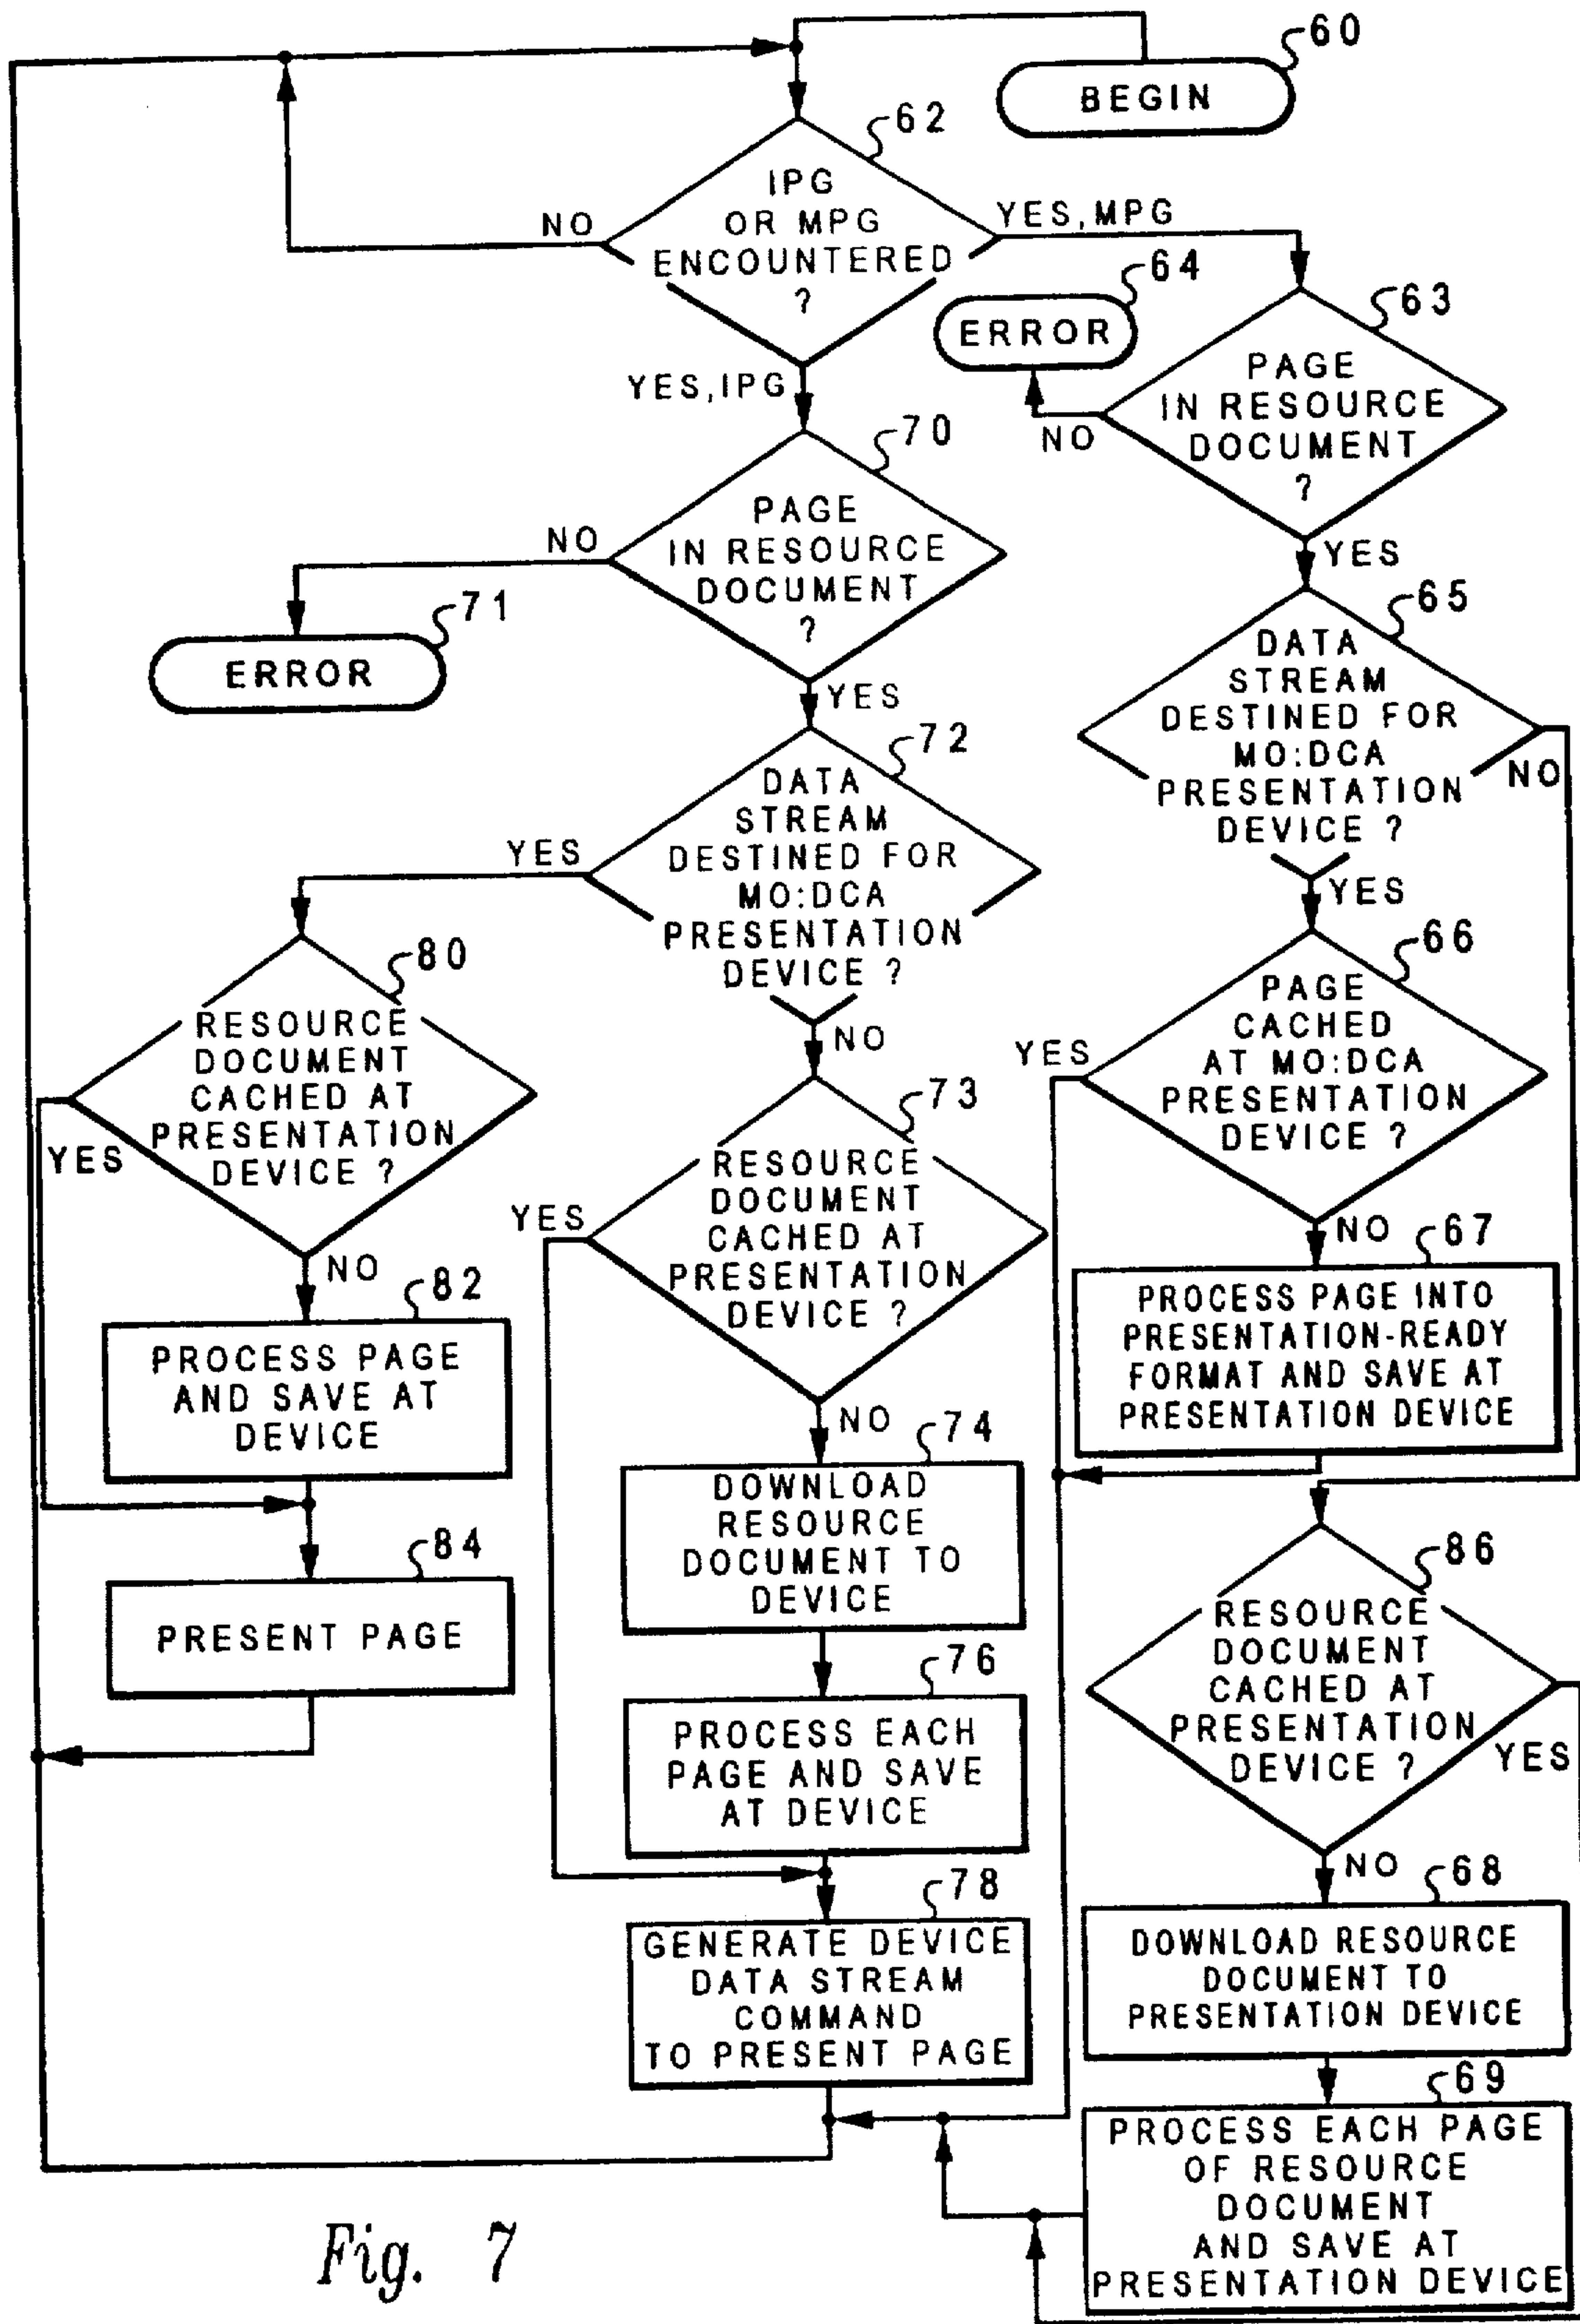 60
BEGIN
62
IPG
OR MPG
ENCOUNTERED
?
NO
YES, MPG
YES, IPG
64
ERROR
63
PAGE
IN RESOURCE
DOCUMENT
?
NO
YES
70
PAGE
IN RESOURCE
DOCUMENT
?
NO
YES
71
ERROR
65
DATA
STREAM
DESTINED FOR
MO:DCA
PRESENTATION
DEVICE ?
NO
YES
72
DATA
STREAM
DESTINED FOR
MO:DCA
PRESENTATION
DEVICE ?
YES
NO
66
PAGE
CACHED
AT MO:DCA
PRESENTATION
DEVICE ?
YES
NO
80
RESOURCE
DOCUMENT
CACHED AT
PRESENTATION
DEVICE ?
YES
NO
73
RESOURCE
DOCUMENT
CACHED AT
PRESENTATION
DEVICE ?
YES
NO
67
PROCESS PAGE INTO
PRESENTATION-READY
FORMAT AND SAVE AT
PRESENTATION DEVICE
82
PROCESS PAGE
AND SAVE AT
DEVICE
74
DOWNLOAD
RESOURCE
DOCUMENT TO
DEVICE
84
PRESENT PAGE
86
RESOURCE
DOCUMENT
CACHED AT
PRESENTATION
DEVICE ?
YES
NO
76
PROCESS EACH
PAGE AND SAVE
AT DEVICE
78
GENERATE DEVICE
DATA STREAM
COMMAND
TO PRESENT PAGE
68
DOWNLOAD RESOURCE
DOCUMENT TO
PRESENTATION DEVICE
69
PROCESS EACH PAGE
OF RESOURCE
DOCUMENT
AND SAVE AT
PRESENTATION DEVICE
Fig. 7